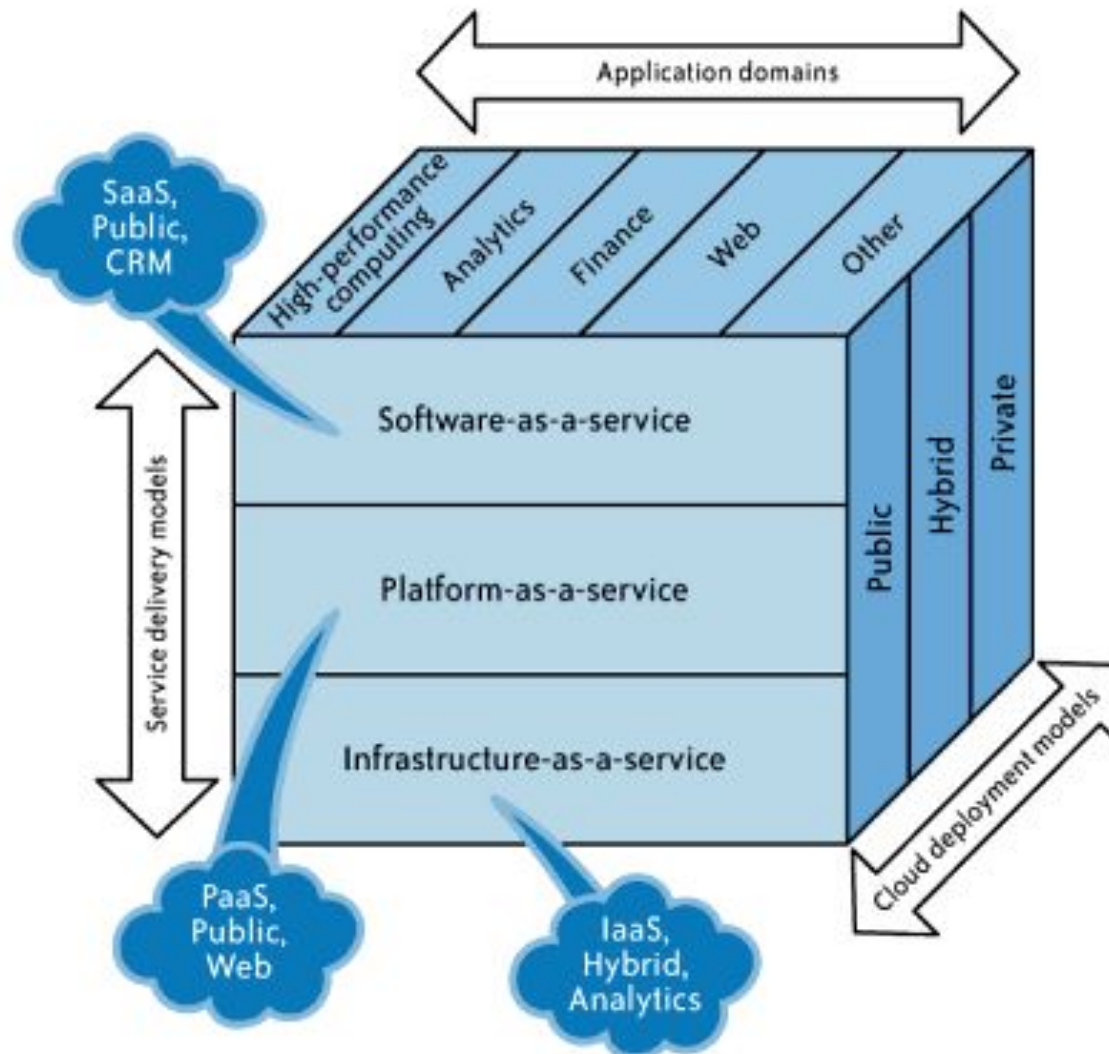 Application domains
SaaS,
Public,
CRM
High-performance
computing
Analytics
Finance
Web
Other
Service delivery models
Software-as-a-service
Platform-as-a-service
Infrastructure-as-a-service
Public
Hybrid
Private
Cloud deployment models
PaaS,
Public,
Web
IaaS,
Hybrid,
Analytics